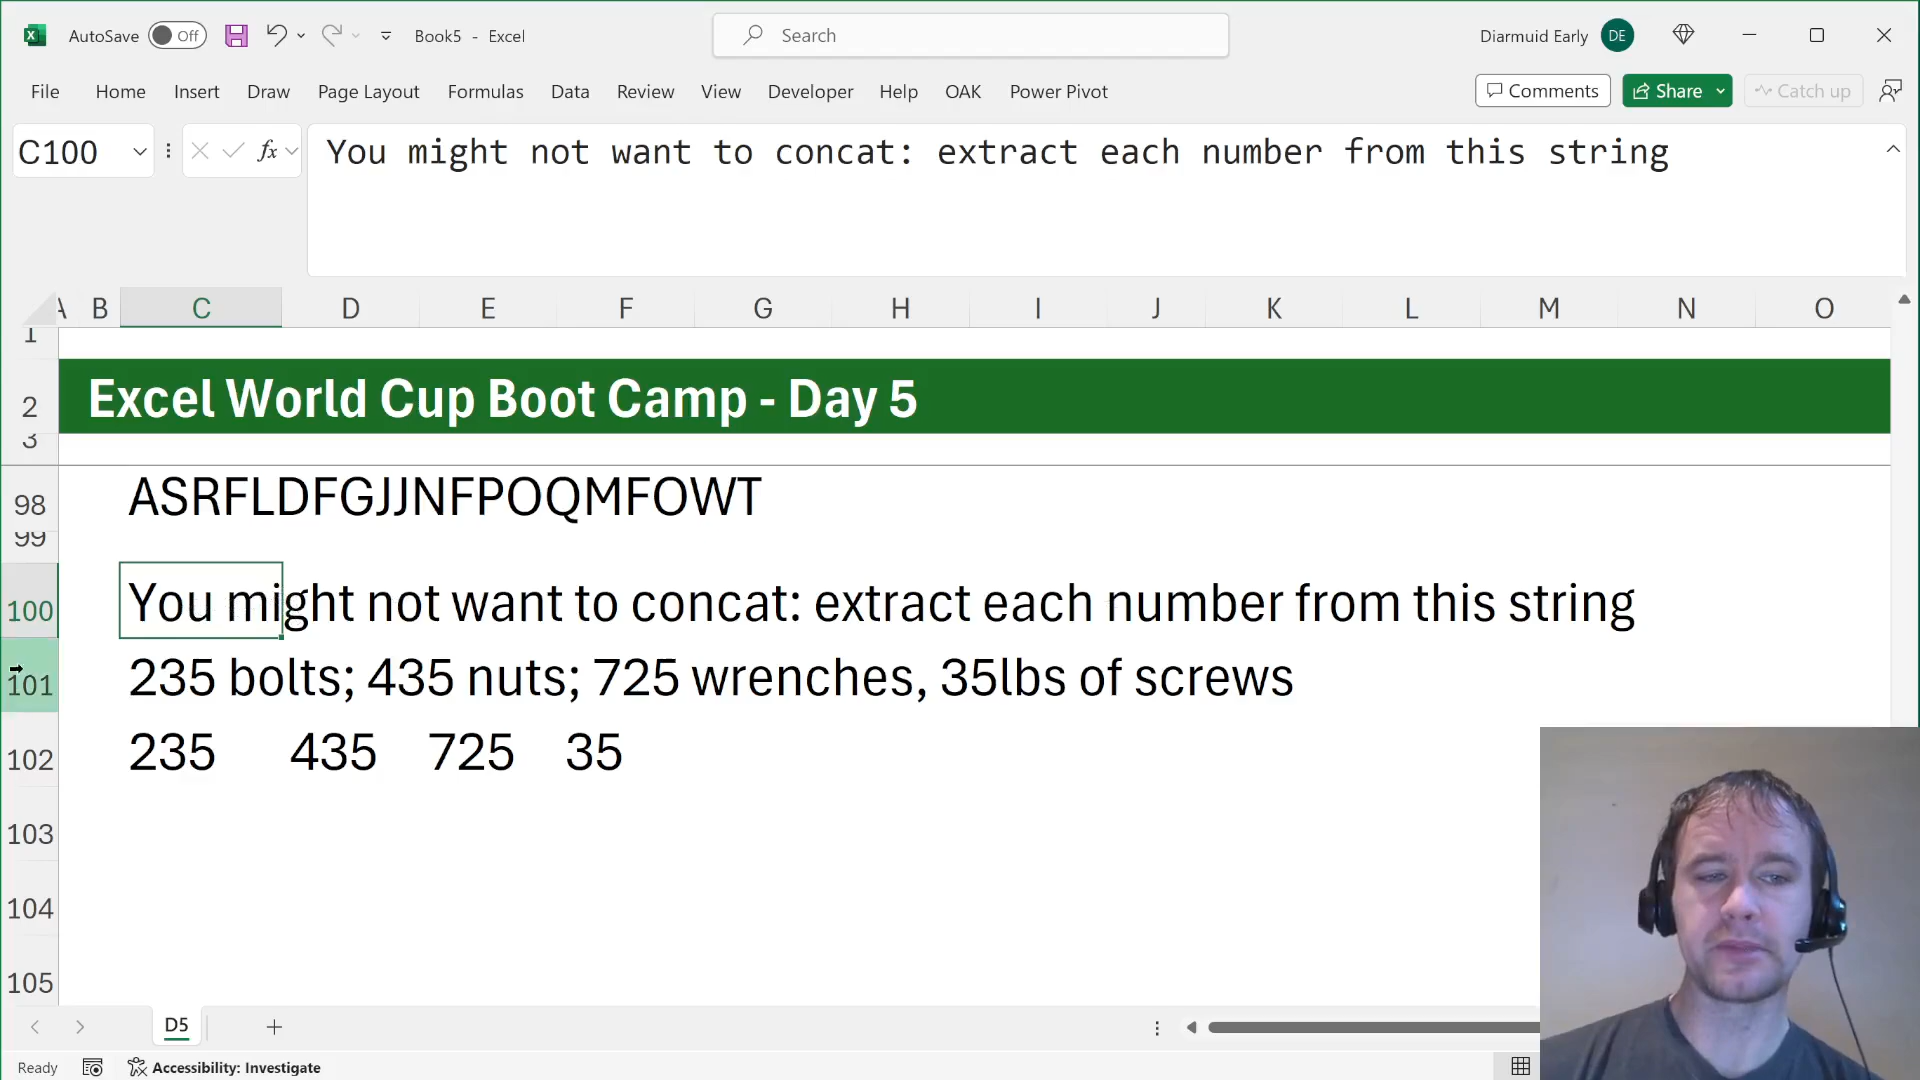 AutoSave Off Book5 - Excel Search Diarmuid Early DE
File Home Insert Draw Page Layout Formulas Data Review View Developer Help OAK Power Pivot Comments Share Catch up
C100 fx You might not want to concat: extract each number from this string
A B C D E F G H I J K L M N O
1
2 Excel World Cup Boot Camp - Day 5
3
98 ASRFLDFGJJNFPOQMFOWT
99
100 You might not want to concat: extract each number from this string
101 235 bolts; 435 nuts; 725 wrenches, 35lbs of screws
102 235 435 725 35
103
104
105
D5
Ready Accessibility: Investigate